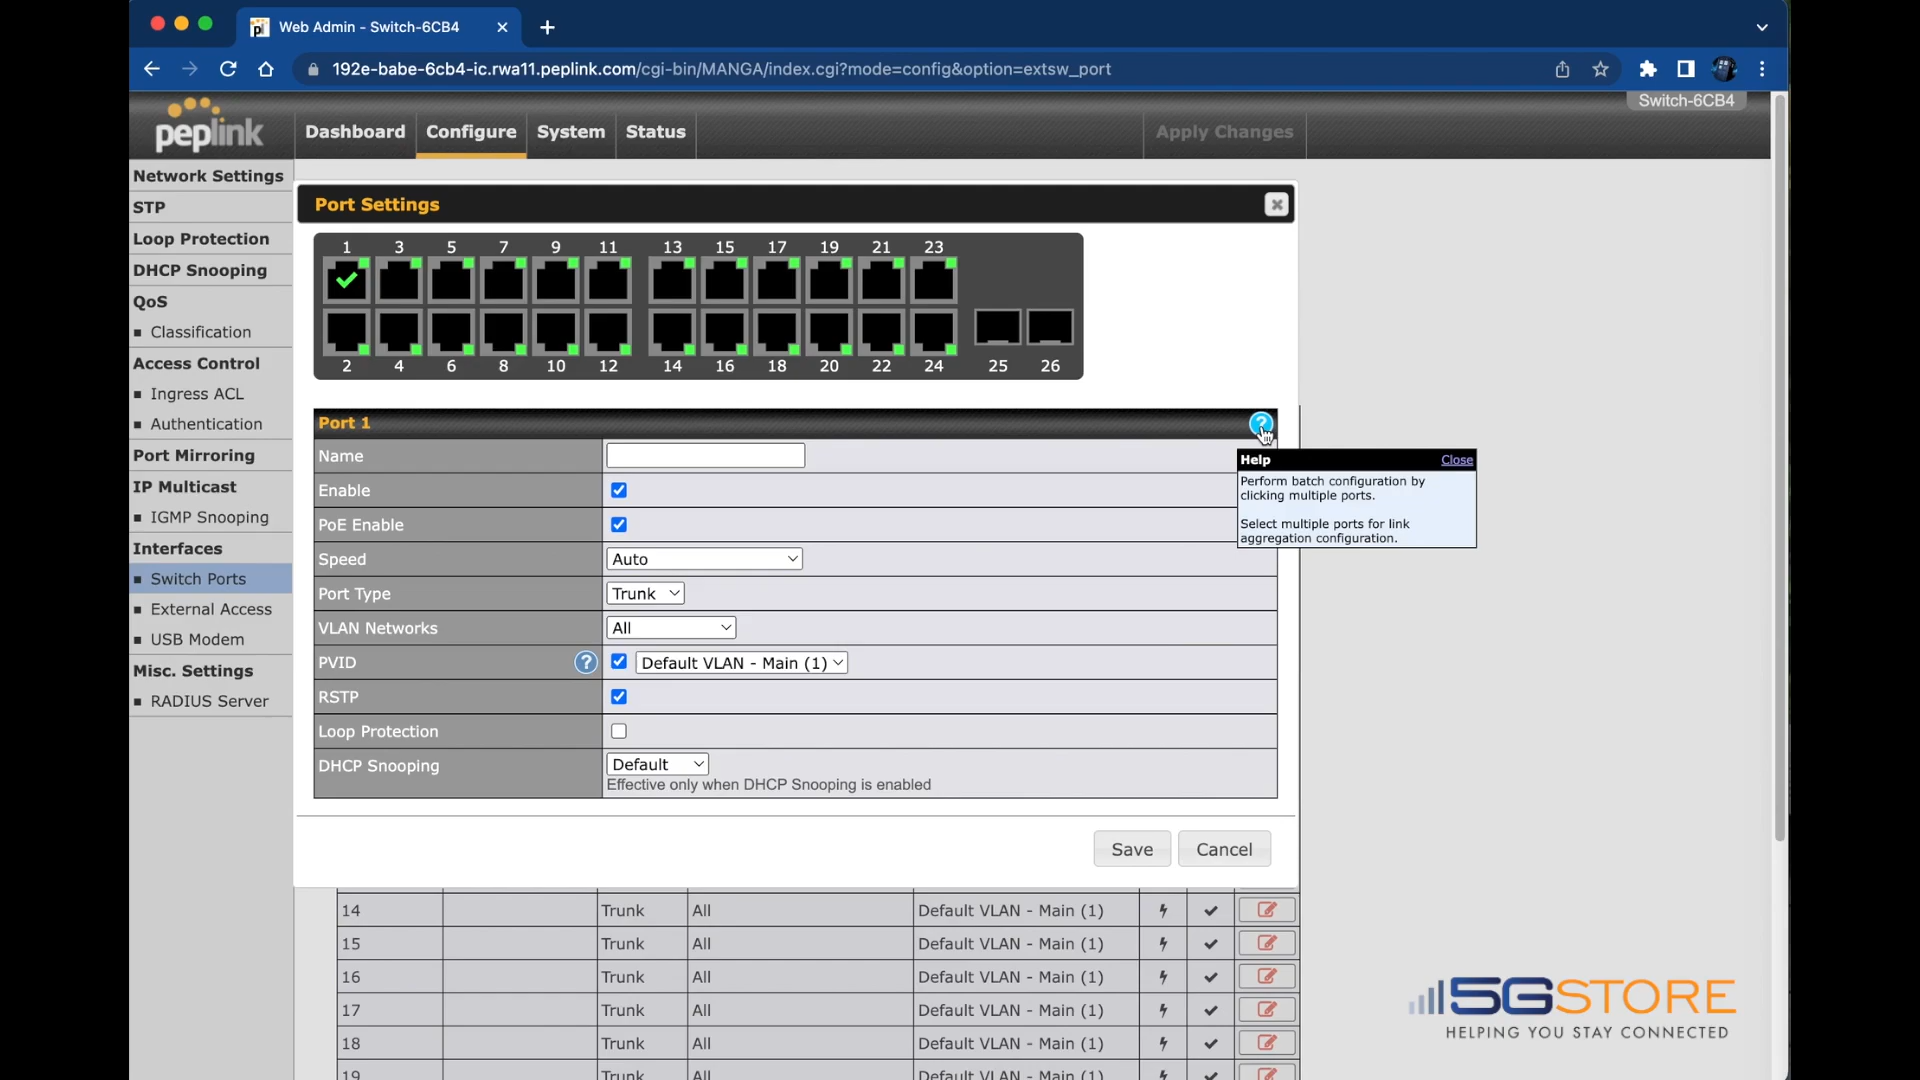 Web Admin - Switch-6CB4
192e-babe-6cb4-ic.rwa11.peplink.com/cgi-bin/MANGA/index.cgi?mode=config&option=extsw_port
Switch-6CB4
peplink
Dashboard Configure System Status Apply Changes
Network Settings
STP
Loop Protection
DHCP Snooping
QoS
Classification
Access Control
Ingress ACL
Authentication
Port Mirroring
IP Multicast
IGMP Snooping
Interfaces
Switch Ports
External Access
USB Modem
Misc. Settings
RADIUS Server
Port Settings
1 3 5 7 9 11 13 15 17 19 21 23
2 4 6 8 10 12 14 16 18 20 22 24 25 26
Port 1
?
Name
Enable
PoE Enable
Speed Auto
Port Type Trunk
VLAN Networks All
PVID ? Default VLAN - Main (1)
RSTP
Loop Protection
DHCP Snooping Default
Effective only when DHCP Snooping is enabled
Help Close
Perform batch configuration by
clicking multiple ports.
Select multiple ports for link
aggregation configuration.
Save Cancel
14 Trunk All Default VLAN - Main (1)
15 Trunk All Default VLAN - Main (1)
16 Trunk All Default VLAN - Main (1)
17 Trunk All Default VLAN - Main (1)
18 Trunk All Default VLAN - Main (1)
19 Trunk All Default VLAN - Main (1)
5GSTORE
HELPING YOU STAY CONNECTED